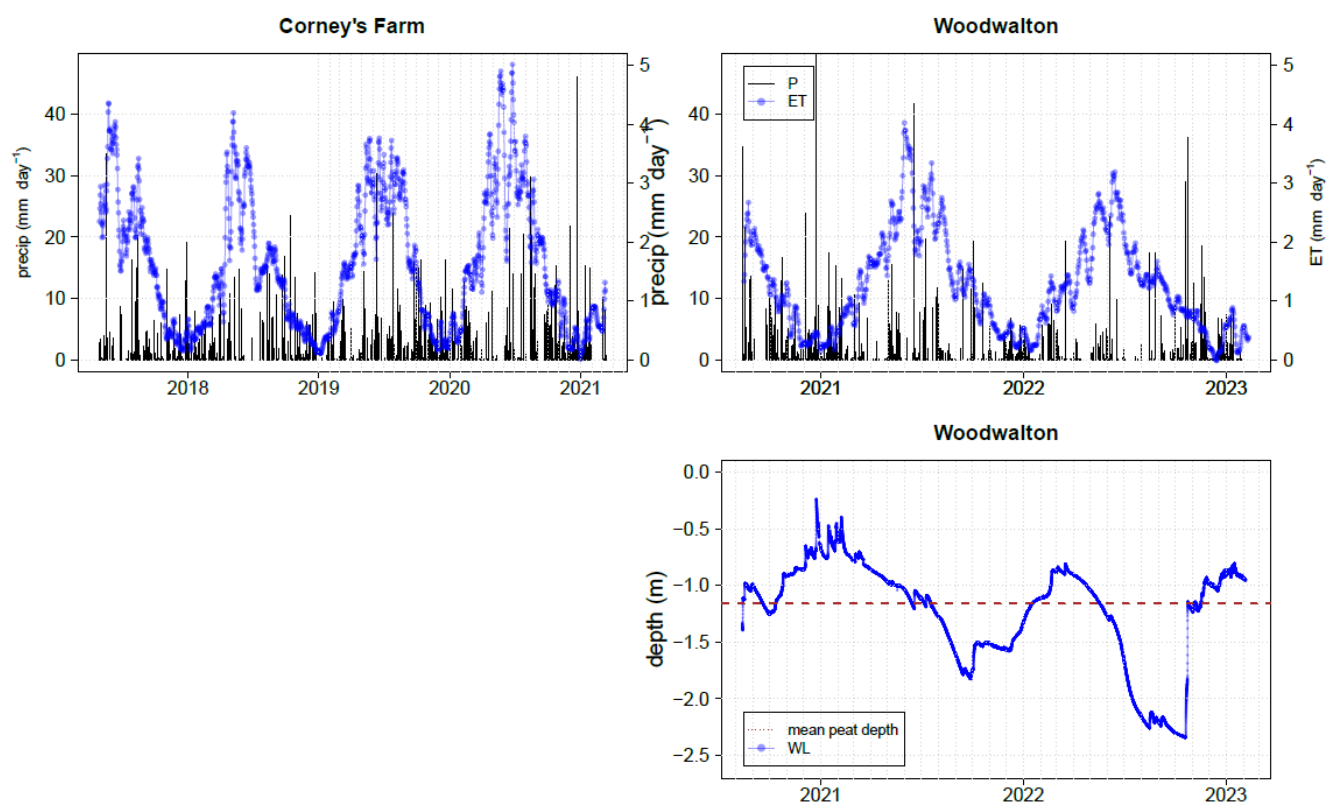 Corney's Farm
precip (mm day⁻¹)
40
30
20
10
0
5
4
3
2
1
0
2018 2019 2020 2021
Woodwalton
precip (mm day⁻¹)
40
30
20
10
0
P
ET
5
4
3
2
1
0
ET (mm day⁻¹)
2021 2022 2023
Woodwalton
depth (m)
0.0
−0.5
−1.0
−1.5
−2.0
−2.5
mean peat depth
WL
2021 2022 2023